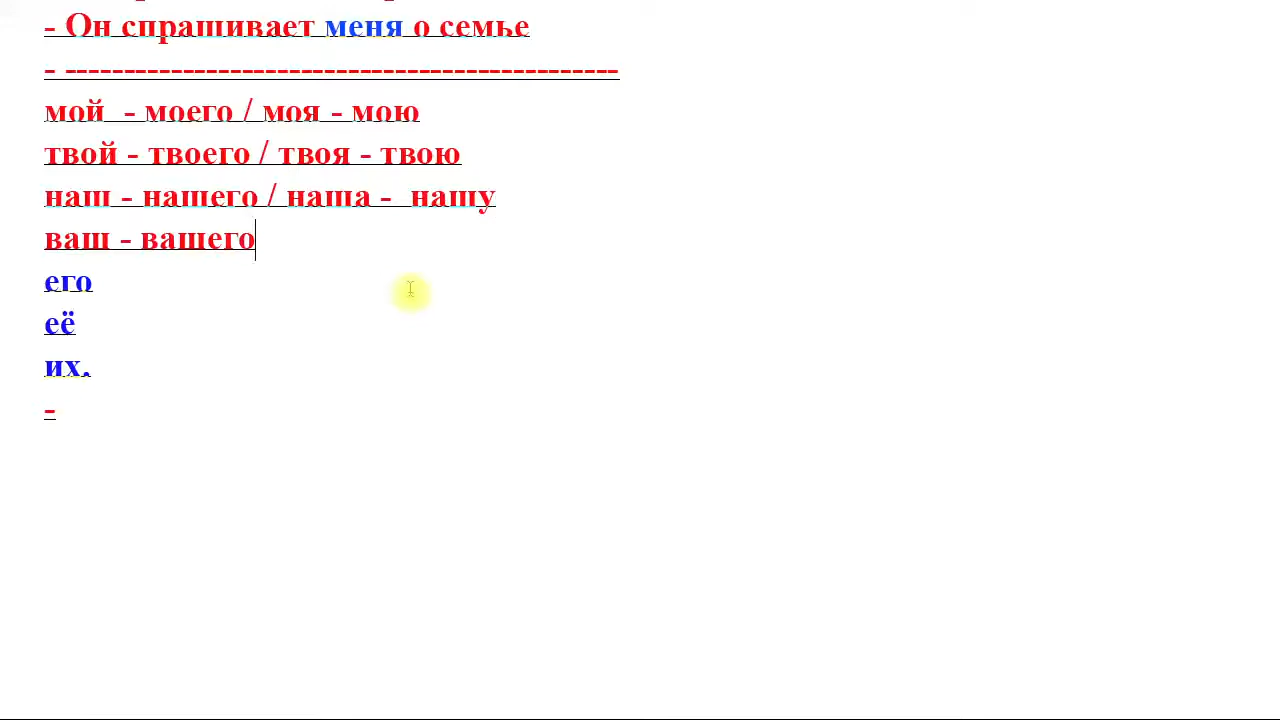 - Он спрашивает меня о семье
- -----------------------------------------------
мой - моего / моя - мою
твой - твоего / твоя - твою
наш - нашего / наша - нашу
ваш - вашего
его
её
их.
-